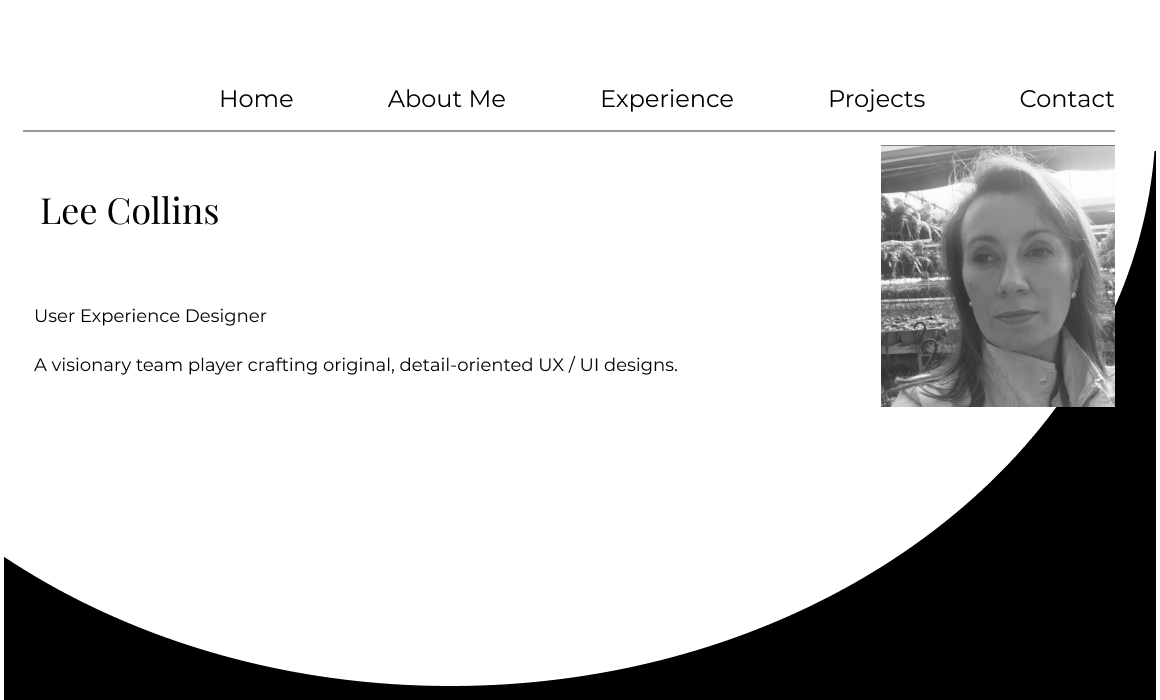 Home About Me Experience Projects Contact
Lee Collins
User Experience Designer
A visionary team player crafting original, detail-oriented UX / UI designs.